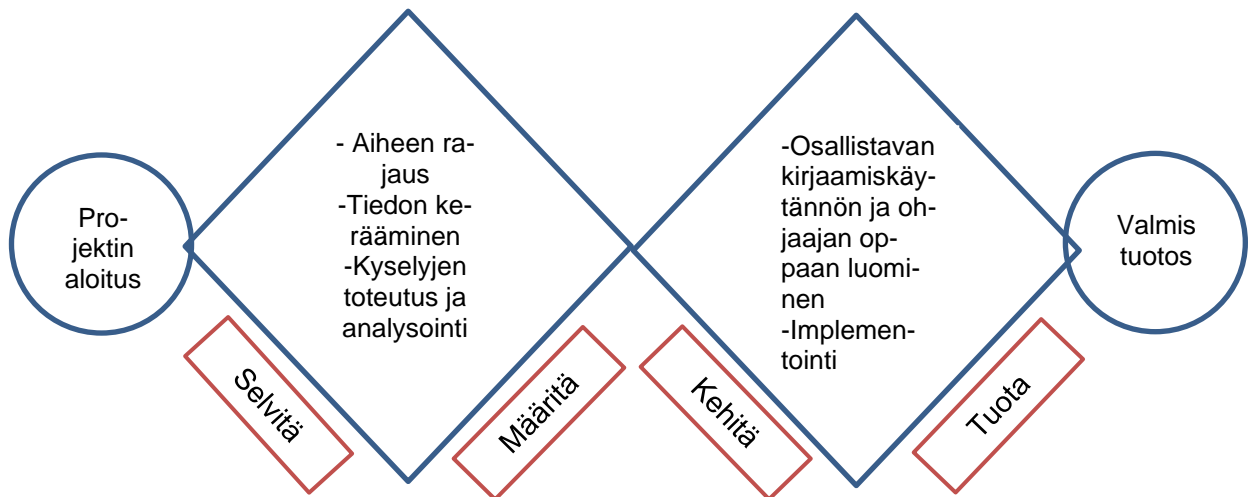 Pro-
jektin
aloitus
- Aiheen ra-
jaus
-Tiedon ke-
rääminen
-Kyselyjen
toteutus ja
analysointi
-Osallistavan
kirjaamiskäy-
tännön ja oh-
jaajan op-
paan luomi-
nen
-Implemen-
tointi
Valmis
tuotos
Selvitä
Määritä
Kehitä
Tuota